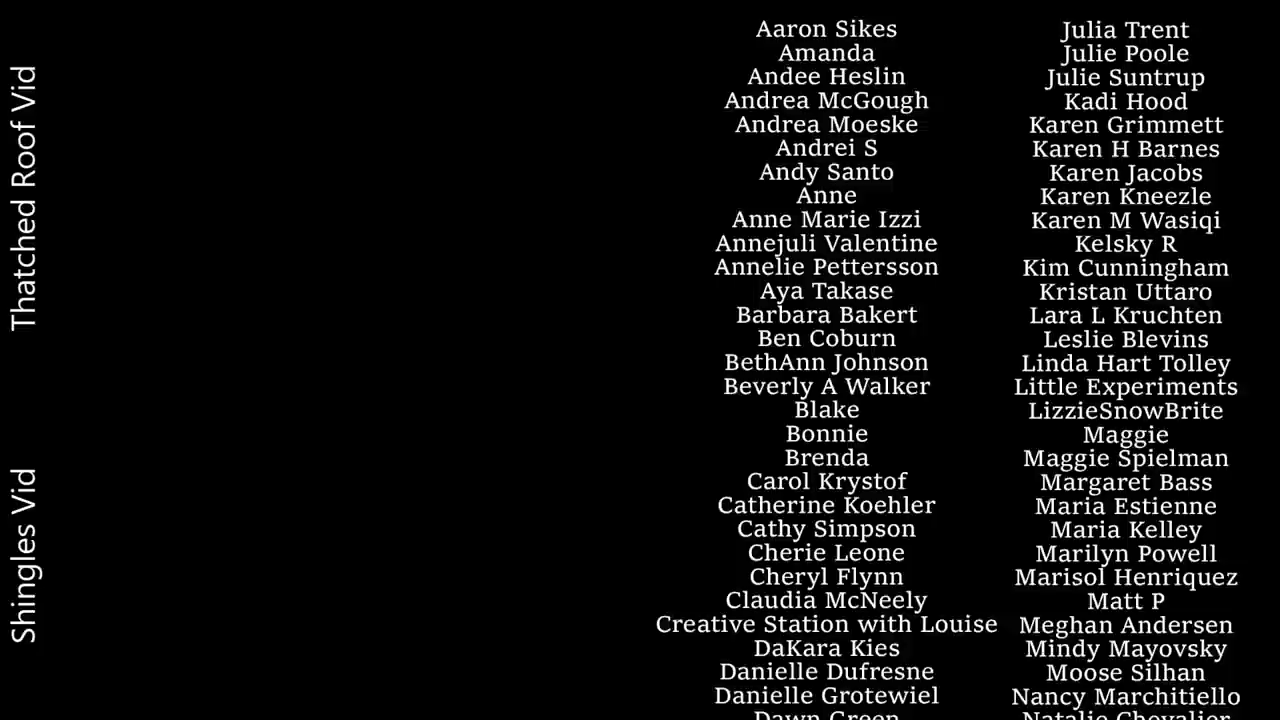 Thatched Roof Vid
Shingles Vid
Aaron Sikes
Amanda
Andee Heslin
Andrea McGough
Andrea Moeske
Andrei S
Andy Santo
Anne
Anne Marie Izzi
Annejuli Valentine
Annelie Pettersson
Aya Takase
Barbara Bakert
Ben Coburn
BethAnn Johnson
Beverly A Walker
Blake
Bonnie
Brenda
Carol Krystof
Catherine Koehler
Cathy Simpson
Cherie Leone
Cheryl Flynn
Claudia McNeely
Creative Station with Louise
DaKara Kies
Danielle Dufresne
Danielle Grotewiel
Dawn Green
Julia Trent
Julie Poole
Julie Suntrup
Kadi Hood
Karen Grimmett
Karen H Barnes
Karen Jacobs
Karen Kneezle
Karen M Wasiqi
Kelsky R
Kim Cunningham
Kristan Uttaro
Lara L Kruchten
Leslie Blevins
Linda Hart Tolley
Little Experiments
LizzieSnowBrite
Maggie
Maggie Spielman
Margaret Bass
Maria Estienne
Maria Kelley
Marilyn Powell
Marisol Henriquez
Matt P
Meghan Andersen
Mindy Mayovsky
Moose Silhan
Nancy Marchitiello
Natalie Chevalier